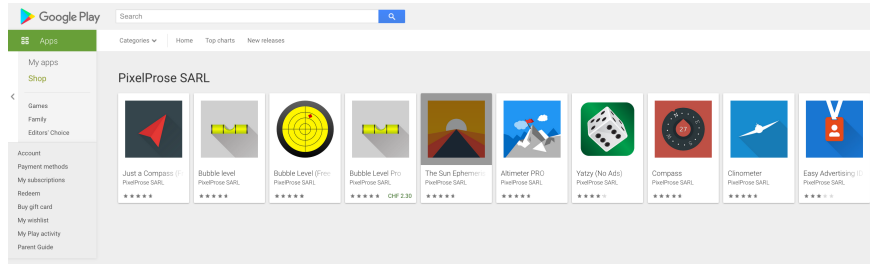 Google Play
Search
Apps
Categories
Home
Top charts
New releases
My apps
Shop
Games
Family
Editors' Choice
Account
Payment methods
My subscriptions
Redeem
Buy gift card
My wishlist
My Play activity
Parent Guide
PixelProse SARL
Just a Compass (Fr
PixelProse SARL
Bubble level
PixelProse SARL
Bubble Level (Free
PixelProse SARL
Bubble Level Pro
PixelProse SARL
CHF 2.30
The Sun Ephemeris
PixelProse SARL
Altimeter PRO
PixelProse SARL
Yatzy (No Ads)
PixelProse SARL
27
Compass
PixelProse SARL
Clinometer
PixelProse SARL
Easy Advertising ID
PixelProse SARL